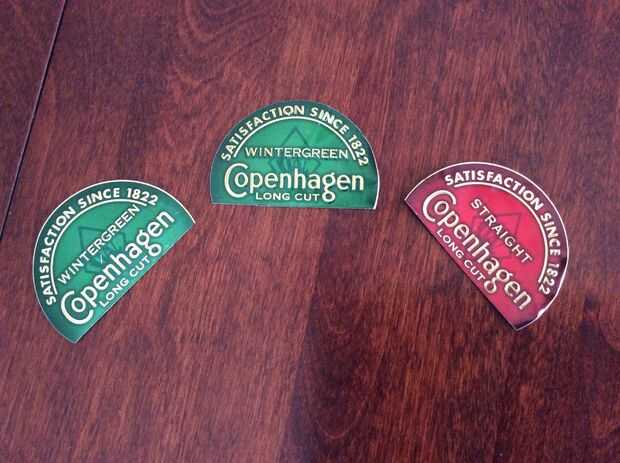 SATISFACTION SINCE 1822
WINTERGREEN
Copenhagen
LONG CUT
SATISFACTION SINCE 1822
WINTERGREEN
Copenhagen
LONG CUT
SATISFACTION SINCE 1822
STRAIGHT
Copenhagen
LONG CUT